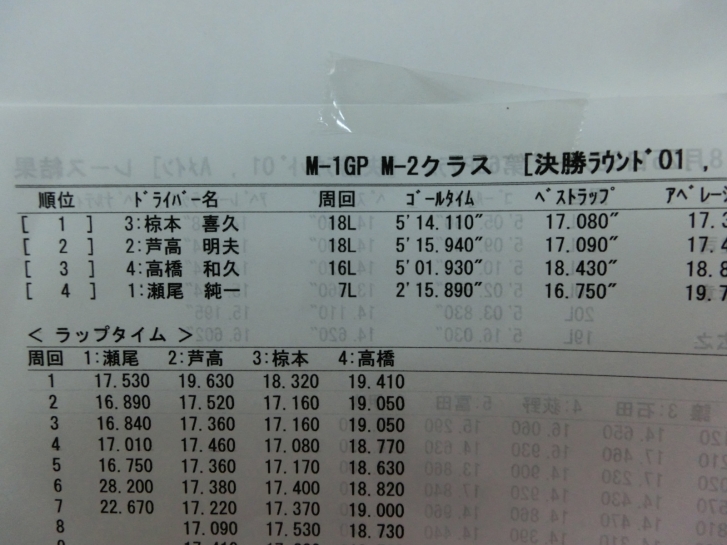 M-1GP M-2クラス [決勝ﾗｳﾝﾄﾞ01 ,
順位 ﾄﾞﾗｲﾊﾞｰ名 周回 ｺﾞｰﾙﾀｲﾑ ﾍﾞｽﾄﾗｯﾌﾟ ｱﾍﾞﾚｰｼ
[ 1 ] 3:椋本 喜久 18L 5'14.110" 17.080" 17.3
[ 2 ] 2:芦高 明夫 18L 5'15.940" 17.090" 17.4
[ 3 ] 4:高橋 和久 16L 5'01.930" 18.430" 18.8
[ 4 ] 1:瀬尾 純一 7L 2'15.890" 16.750" 19.7
< ラップタイム >
周回 1:瀬尾 2:芦高 3:椋本 4:高橋
1 17.530 19.630 18.320 19.410
2 16.890 17.520 17.160 19.050
3 16.840 17.360 17.160 19.050
4 17.010 17.460 17.080 18.770
5 16.750 17.360 17.170 18.630
6 28.200 17.380 17.400 18.820
7 22.670 17.220 17.370 19.000
8 17.090 17.530 18.730